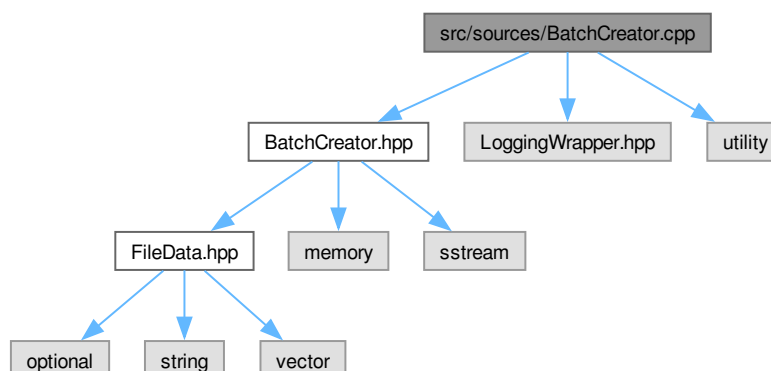 src/sources/BatchCreator.cpp
BatchCreator.hpp
LoggingWrapper.hpp
utility
FileData.hpp
memory
sstream
optional
string
vector